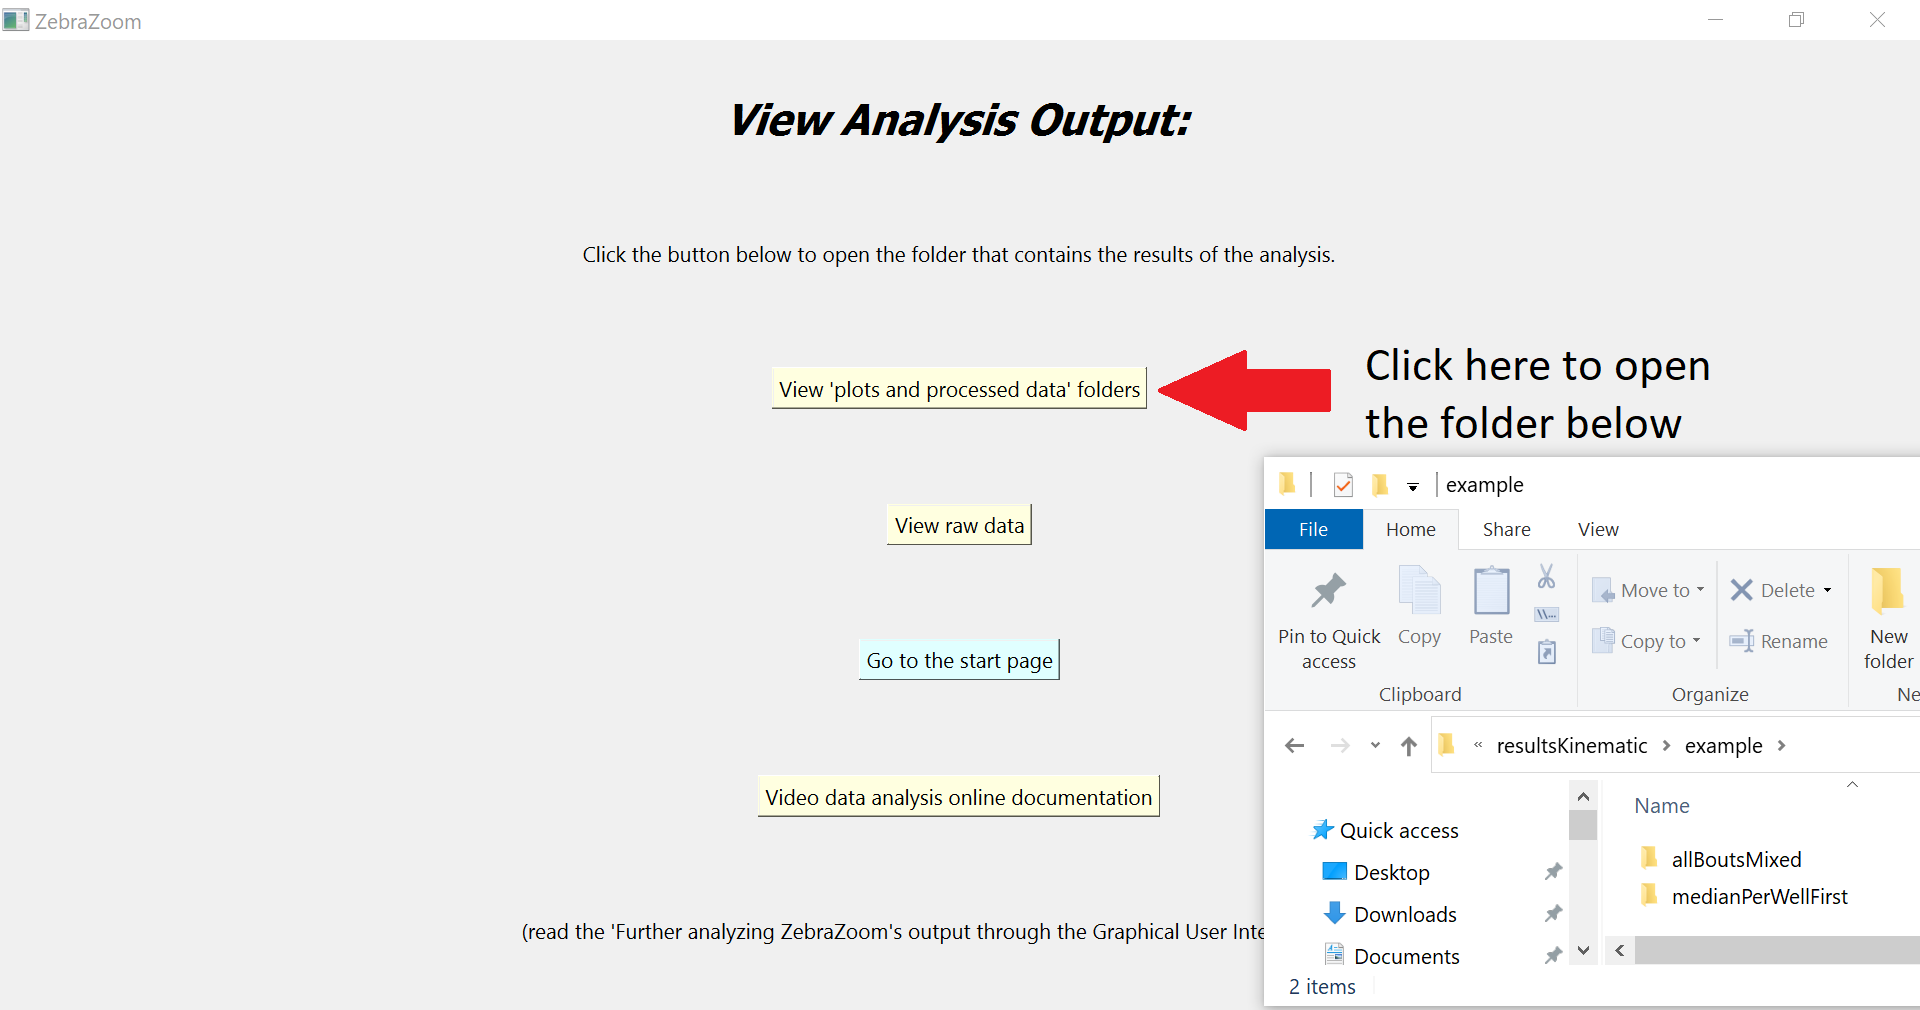 ZebraZoom
View Analysis Output:
Click the button below to open the folder that contains the results of the analysis.
View 'plots and processed data' folders
Click here to open
the folder below
View raw data
Go to the start page
Video data analysis online documentation
(read the 'Further analyzing ZebraZoom's output through the Graphical User Inte
example
File Home Share View
Pin to Quick
access
Copy
Paste
Move to
Copy to
Delete
Rename
New
folder
Clipboard
Organize
Ne
« resultsKinematic > example >
Quick access
Desktop
Downloads
Documents
Name
allBoutsMixed
medianPerWellFirst
2 items